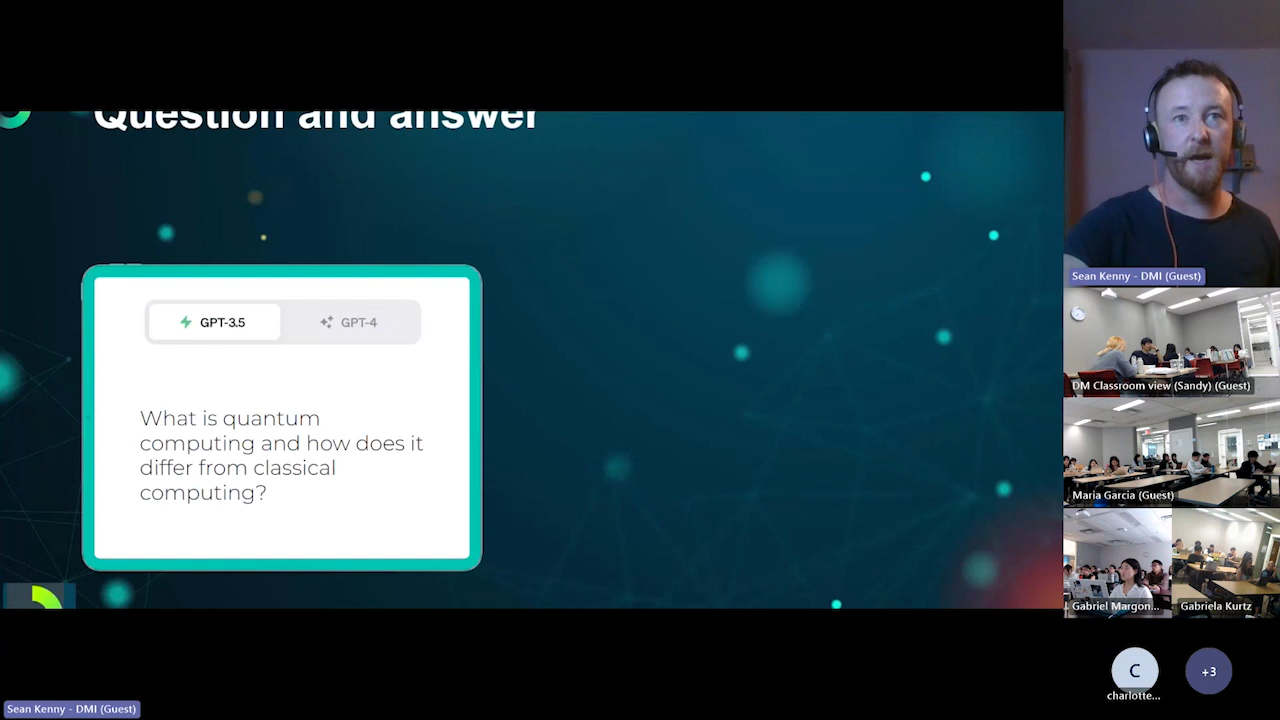 Question and answer
GPT-3.5
GPT-4
What is quantum
computing and how does it
differ from classical
computing?
Sean Kenny - DMI (Guest)
DM Classroom view (Sandy) (Guest)
Maria Garcia (Guest)
Gabriel Margon...
Gabriela Kurtz
C
charlotte...
+3
Sean Kenny - DMI (Guest)